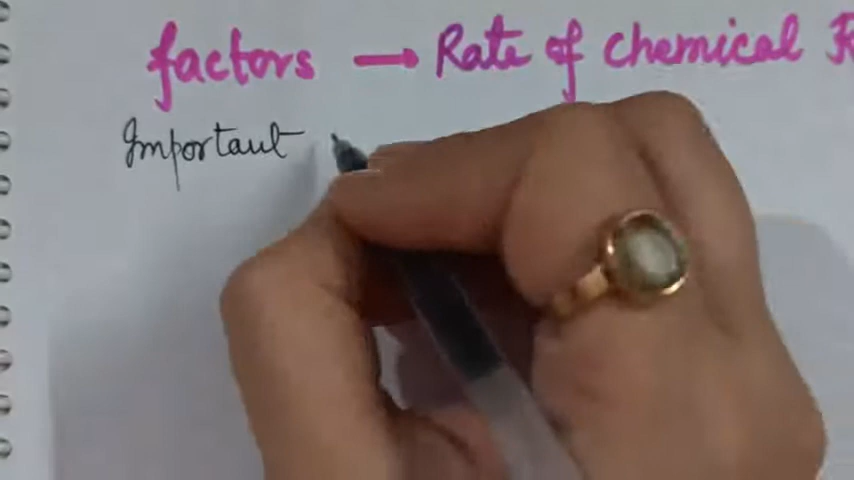 factors → Rate of chemical R
Important